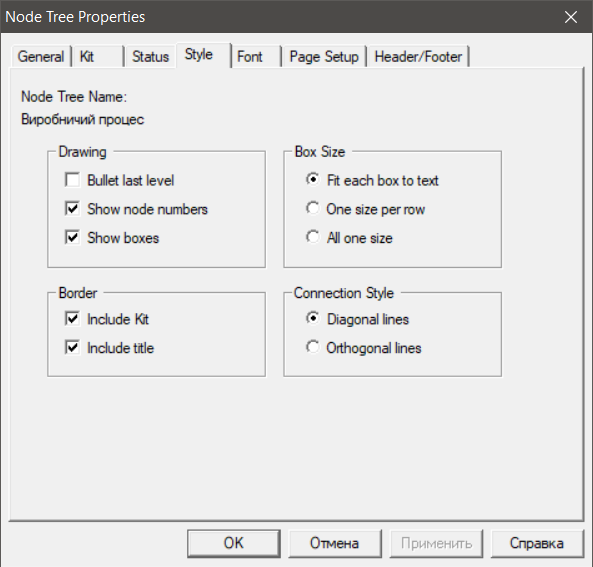 Node Tree Properties
General Kit Status Style Font Page Setup Header/Footer
Node Tree Name:
Виробничий процес
Drawing
Bullet last level
Show node numbers
Show boxes
Box Size
Fit each box to text
One size per row
All one size
Border
Include Kit
Include title
Connection Style
Diagonal lines
Orthogonal lines
OK Отмена Применить Справка